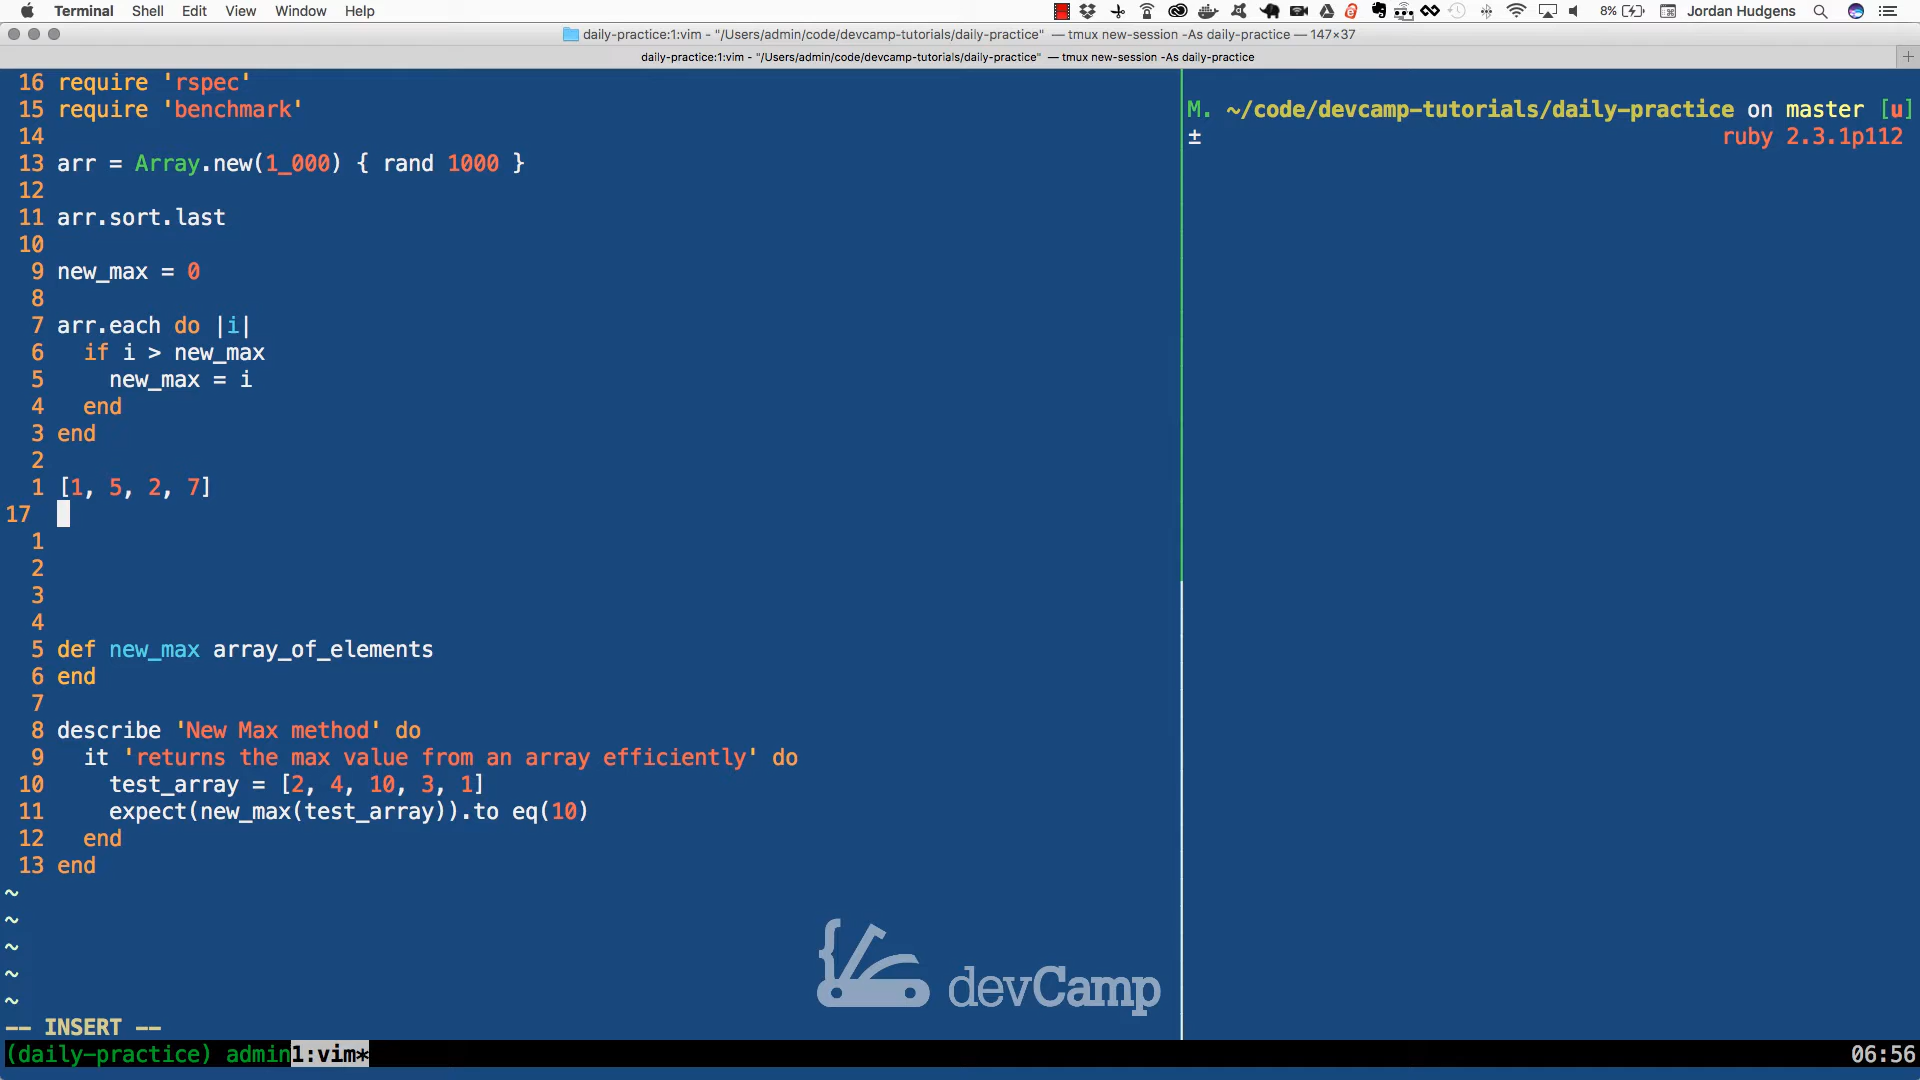 Terminal Shell Edit View Window Help 8% Jordan Hudgens
daily-practice:1:vim - "/Users/admin/code/devcamp-tutorials/daily-practice" — tmux new-session -As daily-practice — 147×37
daily-practice:1:vim - "/Users/admin/code/devcamp-tutorials/daily-practice" — tmux new-session -As daily-practice
16 require 'rspec'
15 require 'benchmark'
14
13 arr = Array.new(1_000) { rand 1000 }
12
11 arr.sort.last
10
9 new_max = 0
8
7 arr.each do |i|
6 if i > new_max
5 new_max = i
4 end
3 end
2
1 [1, 5, 2, 7]
17
1
2
3
4
5 def new_max array_of_elements
6 end
7
8 describe 'New Max method' do
9 it 'returns the max value from an array efficiently' do
10 test_array = [2, 4, 10, 3, 1]
11 expect(new_max(test_array)).to eq(10)
12 end
13 end
~
~
~
~
~
-- INSERT --
(daily-practice) admin1:vim* 06:56
M. ~/code/devcamp-tutorials/daily-practice on master [u]
± ruby 2.3.1p112
devCamp